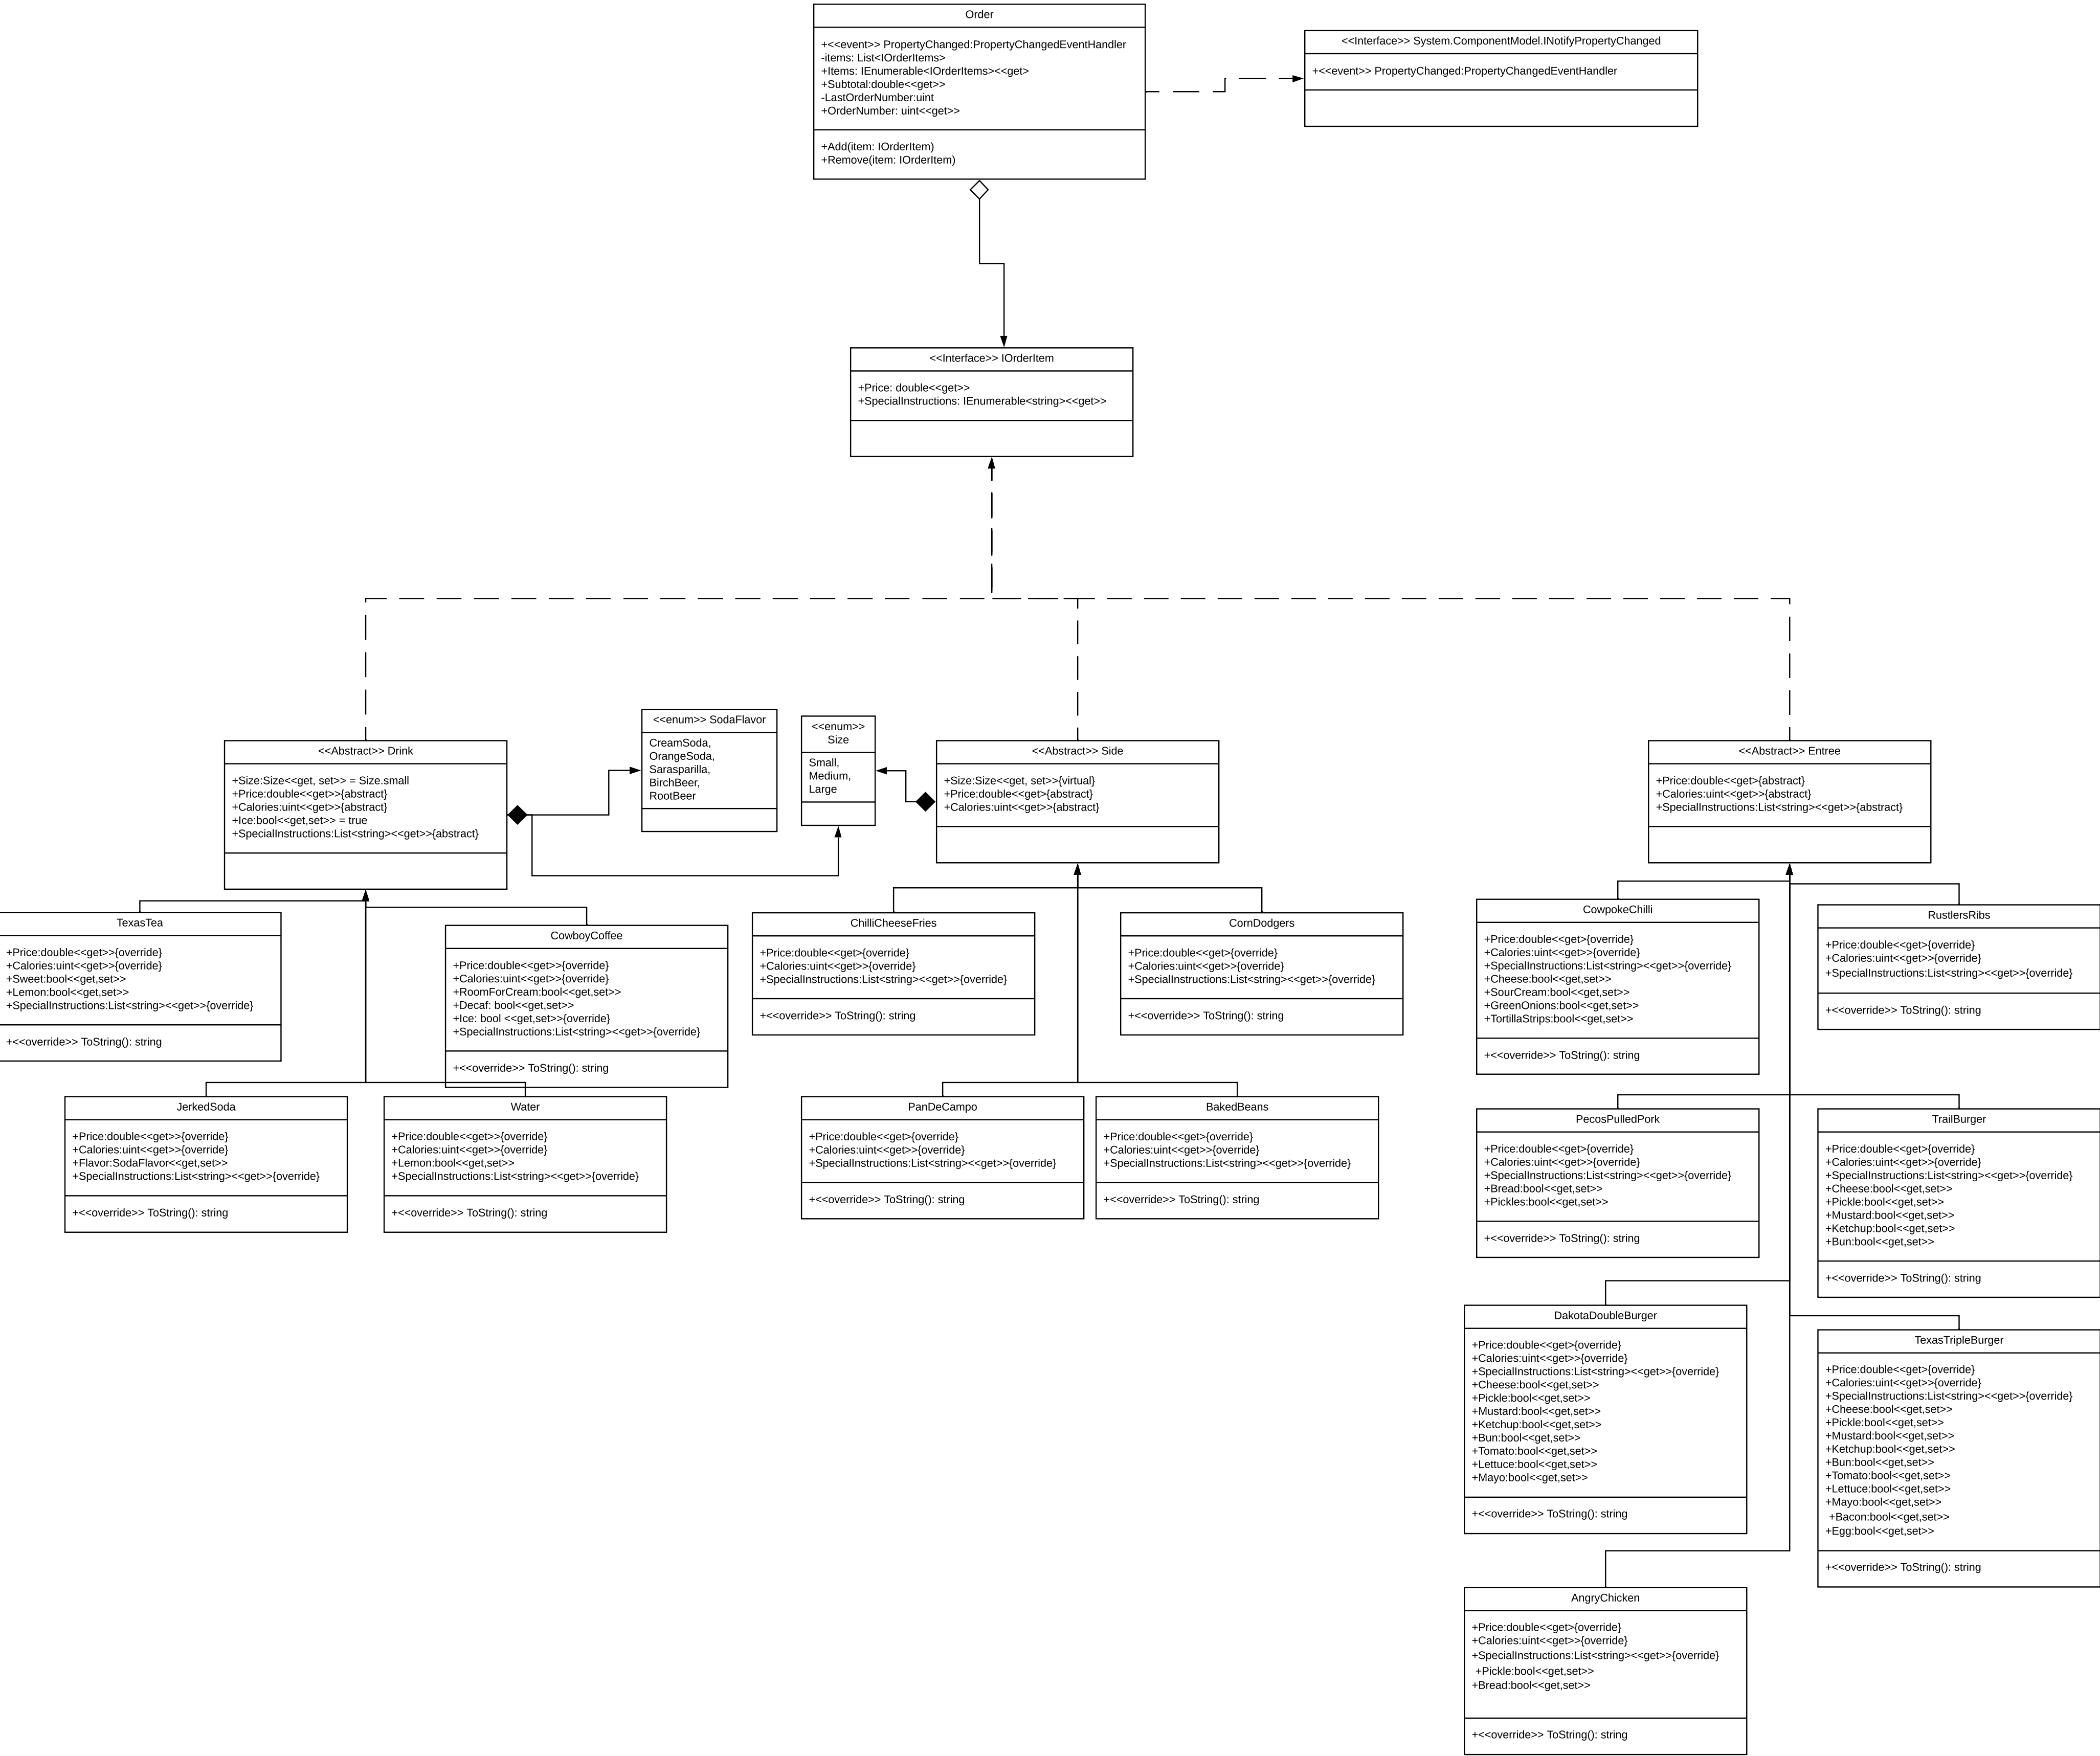 Order
+<<event>> PropertyChanged:PropertyChangedEventHandler
-items: List<IOrderItems>
+Items: IEnumerable<IOrderItems><<get>
+Subtotal:double<<get>>
-LastOrderNumber:uint
+OrderNumber: uint<<get>>
+Add(item: IOrderItem)
+Remove(item: IOrderItem)
<<Interface>> System.ComponentModel.INotifyPropertyChanged
+<<event>> PropertyChanged:PropertyChangedEventHandler
<<Interface>> IOrderItem
+Price: double<<get>>
+SpecialInstructions: IEnumerable<string><<get>>
<<Abstract>> Drink
+Size:Size<<get, set>> = Size.small
+Price:double<<get>>{abstract}
+Calories:uint<<get>>{abstract}
+Ice:bool<<get,set>> = true
+SpecialInstructions:List<string><<get>>{abstract}
<<enum>> SodaFlavor
CreamSoda,
OrangeSoda,
Sarasparilla,
BirchBeer,
RootBeer
<<enum>>
Size
Small,
Medium,
Large
<<Abstract>> Side
+Size:Size<<get, set>>{virtual}
+Price:double<<get>{abstract}
+Calories:uint<<get>>{abstract}
<<Abstract>> Entree
+Price:double<<get>{abstract}
+Calories:uint<<get>>{abstract}
+SpecialInstructions:List<string><<get>>{abstract}
TexasTea
+Price:double<<get>>{override}
+Calories:uint<<get>>{override}
+Sweet:bool<<get,set>>
+Lemon:bool<<get,set>>
+SpecialInstructions:List<string><<get>>{override}
+<<override>> ToString(): string
CowboyCoffee
+Price:double<<get>>{override}
+Calories:uint<<get>>{override}
+RoomForCream:bool<<get,set>>
+Decaf: bool<<get,set>>
+Ice: bool <<get,set>>{override}
+SpecialInstructions:List<string><<get>>{override}
+<<override>> ToString(): string
ChilliCheeseFries
+Price:double<<get>{override}
+Calories:uint<<get>>{override}
+SpecialInstructions:List<string><<get>>{override}
+<<override>> ToString(): string
CornDodgers
+Price:double<<get>{override}
+Calories:uint<<get>>{override}
+SpecialInstructions:List<string><<get>>{override}
+<<override>> ToString(): string
CowpokeChilli
+Price:double<<get>{override}
+Calories:uint<<get>>{override}
+SpecialInstructions:List<string><<get>>{override}
+Cheese:bool<<get,set>>
+SourCream:bool<<get,set>>
+GreenOnions:bool<<get,set>>
+TortillaStrips:bool<<get,set>>
+<<override>> ToString(): string
RustlersRibs
+Price:double<<get>{override}
+Calories:uint<<get>>{override}
+SpecialInstructions:List<string><<get>>{override}
+<<override>> ToString(): string
JerkedSoda
+Price:double<<get>>{override}
+Calories:uint<<get>>{override}
+Flavor:SodaFlavor<<get,set>>
+SpecialInstructions:List<string><<get>>{override}
+<<override>> ToString(): string
Water
+Price:double<<get>>{override}
+Calories:uint<<get>>{override}
+Lemon:bool<<get,set>>
+SpecialInstructions:List<string><<get>>{override}
+<<override>> ToString(): string
PanDeCampo
+Price:double<<get>{override}
+Calories:uint<<get>>{override}
+SpecialInstructions:List<string><<get>>{override}
+<<override>> ToString(): string
BakedBeans
+Price:double<<get>{override}
+Calories:uint<<get>>{override}
+SpecialInstructions:List<string><<get>>{override}
+<<override>> ToString(): string
PecosPulledPork
+Price:double<<get>{override}
+Calories:uint<<get>>{override}
+SpecialInstructions:List<string><<get>>{override}
+Bread:bool<<get,set>>
+Pickles:bool<<get,set>>
+<<override>> ToString(): string
TrailBurger
+Price:double<<get>{override}
+Calories:uint<<get>>{override}
+SpecialInstructions:List<string><<get>>{override}
+Cheese:bool<<get,set>>
+Pickle:bool<<get,set>>
+Mustard:bool<<get,set>>
+Ketchup:bool<<get,set>>
+Bun:bool<<get,set>>
+<<override>> ToString(): string
DakotaDoubleBurger
+Price:double<<get>{override}
+Calories:uint<<get>>{override}
+SpecialInstructions:List<string><<get>>{override}
+Cheese:bool<<get,set>>
+Pickle:bool<<get,set>>
+Mustard:bool<<get,set>>
+Ketchup:bool<<get,set>>
+Bun:bool<<get,set>>
+Tomato:bool<<get,set>>
+Lettuce:bool<<get,set>>
+Mayo:bool<<get,set>>
+<<override>> ToString(): string
TexasTripleBurger
+Price:double<<get>{override}
+Calories:uint<<get>>{override}
+SpecialInstructions:List<string><<get>>{override}
+Cheese:bool<<get,set>>
+Pickle:bool<<get,set>>
+Mustard:bool<<get,set>>
+Ketchup:bool<<get,set>>
+Bun:bool<<get,set>>
+Tomato:bool<<get,set>>
+Lettuce:bool<<get,set>>
+Mayo:bool<<get,set>>
+Bacon:bool<<get,set>>
+Egg:bool<<get,set>>
+<<override>> ToString(): string
AngryChicken
+Price:double<<get>{override}
+Calories:uint<<get>>{override}
+SpecialInstructions:List<string><<get>>{override}
+Pickle:bool<<get,set>>
+Bread:bool<<get,set>>
+<<override>> ToString(): string